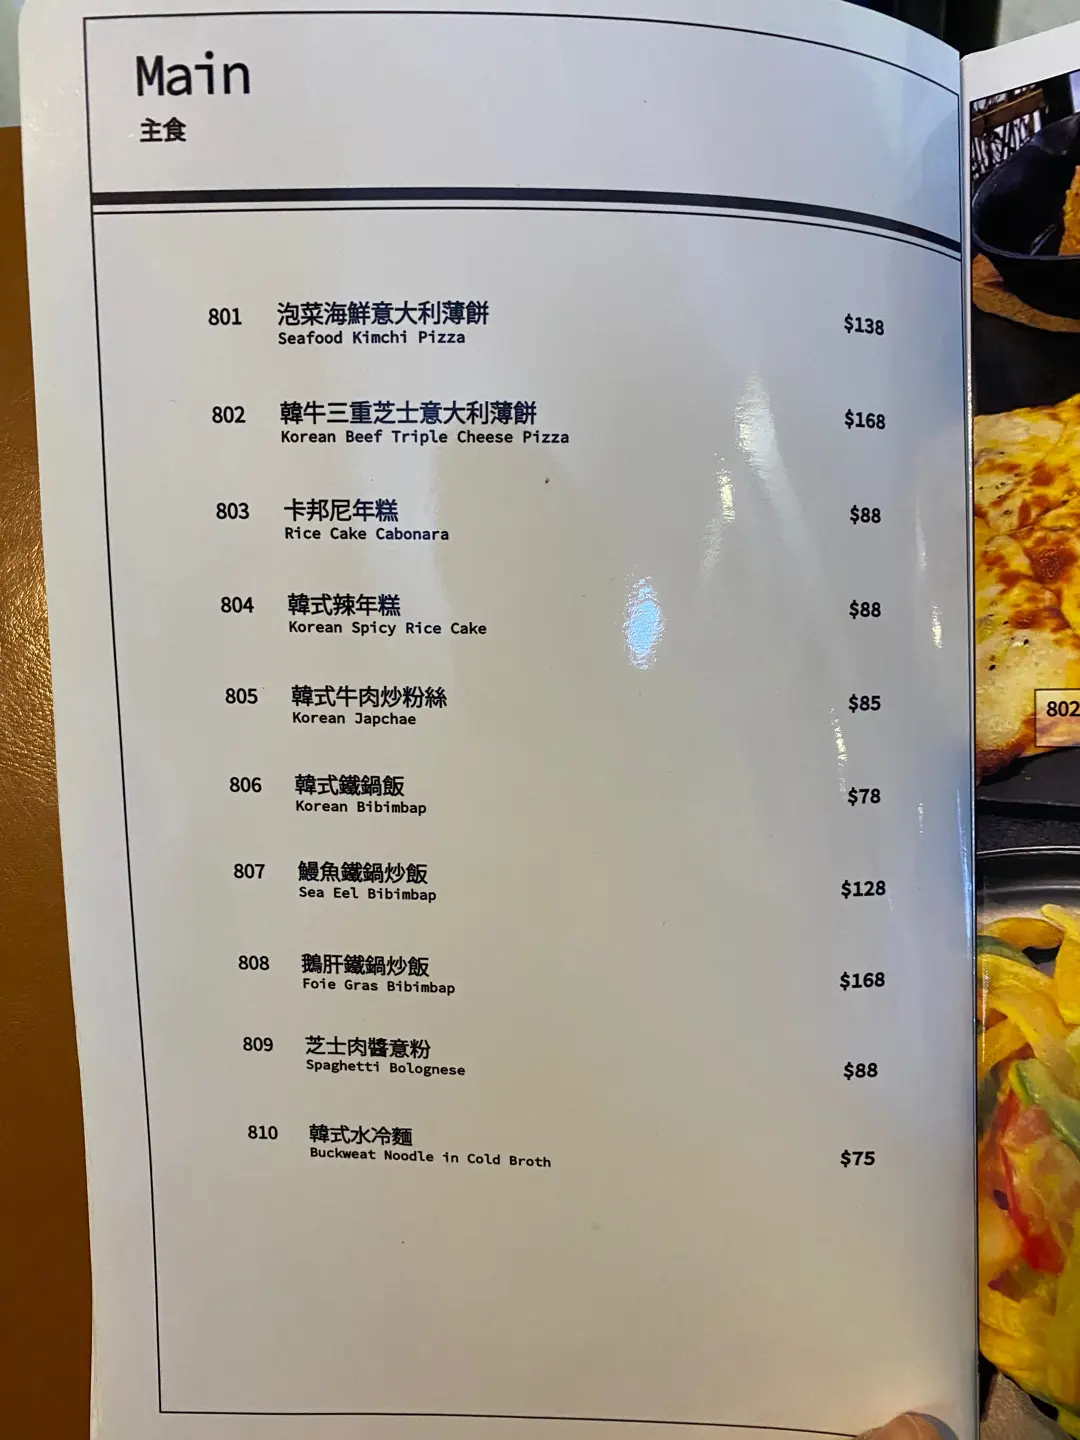 Main
主食
801 泡菜海鮮意大利薄餅 $138
Seafood Kimchi Pizza
802 韓牛三重芝士意大利薄餅 $168
Korean Beef Triple Cheese Pizza
803 卡邦尼年糕 $88
Rice Cake Cabonara
804 韓式辣年糕 $88
Korean Spicy Rice Cake
805 韓式牛肉炒粉絲 $85
Korean Japchae
806 韓式鐵鍋飯 $78
Korean Bibimbap
807 鰻魚鐵鍋炒飯 $128
Sea Eel Bibimbap
808 鵝肝鐵鍋炒飯 $168
Foie Gras Bibimbap
809 芝士肉醬意粉 $88
Spaghetti Bolognese
810 韓式水冷麵 $75
Buckweat Noodle in Cold Broth
802